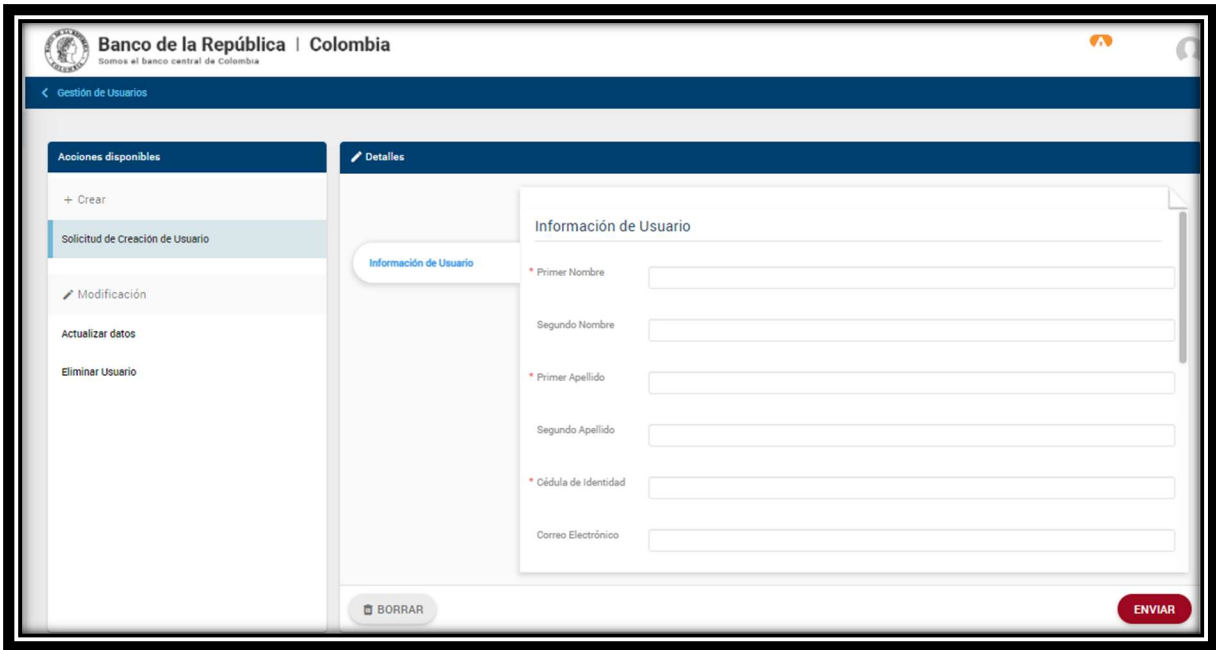 Banco de la República | Colombia
Somos el banco central de Colombia
Gestión de Usuarios
Acciones disponibles
+ Crear
Solicitud de Creación de Usuario
Modificación
Actualizar datos
Eliminar Usuario
Detalles
Información de Usuario
Información de Usuario
* Primer Nombre
Segundo Nombre
* Primer Apellido
Segundo Apellido
* Cédula de Identidad
Correo Electrónico
BORRAR
ENVIAR